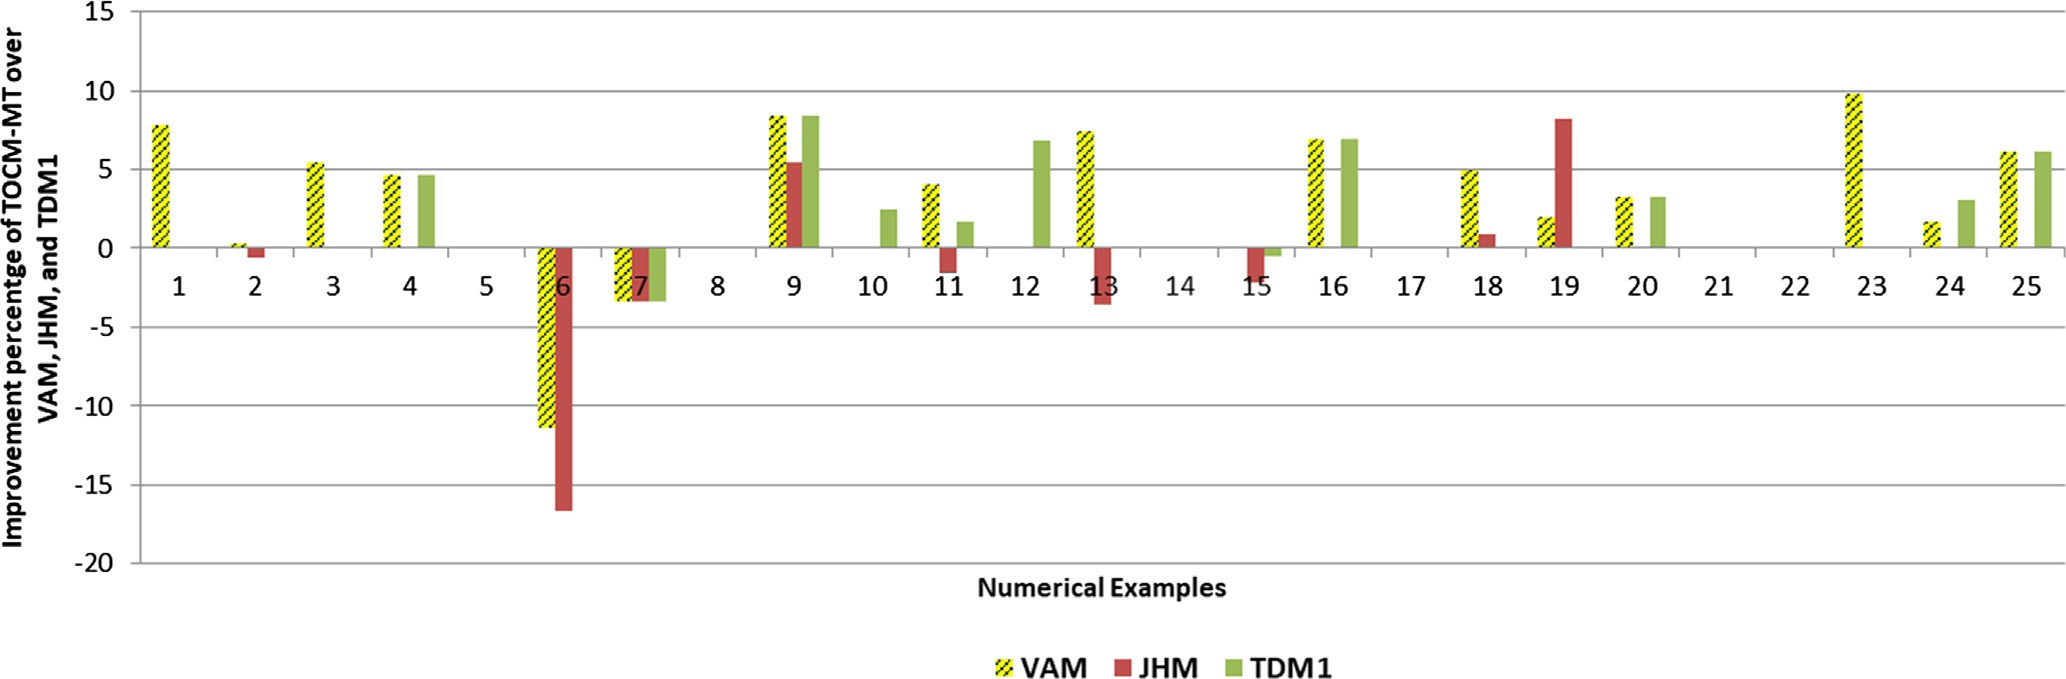 Improvement percentge of TOCM-MT over
VAM, JHM, and TDM1
15
10
5
0
-5
-10
-15
-20
1 2 3 4 5 6 7 8 9 10 11 12 13 14 15 16 17 18 19 20 21 22 23 24 25
Numerical Examples
VAM JHM TDM1